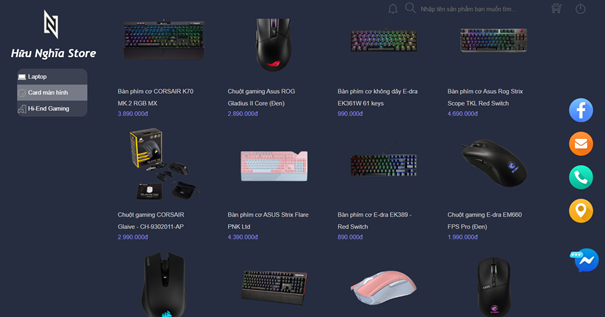 Nhập tên sản phẩm bạn muốn tìm...
Hữu Nghĩa Store
Laptop
Card màn hình
Hi-End Gaming
Bàn phím cơ CORSAIR K70
MK.2 RGB MX
3.890.000đ
Chuột gaming Asus ROG
Gladius II Core (Đen)
2.890.000đ
Bàn phím cơ không dây E-dra
EK361W 61 keys
990.000đ
Bàn phím cơ Asus Rog Strix
Scope TKL Red Switch
4.690.000đ
Chuột gaming CORSAIR
Glaive - CH-9302011-AP
2.990.000đ
Bàn phím cơ ASUS Strix Flare
PNK Ltd
4.390.000đ
Bàn phím cơ E-dra EK389 -
Red Switch
890.000đ
Chuột gaming E-dra EM660
FPS Pro (Đen)
1.990.000đ